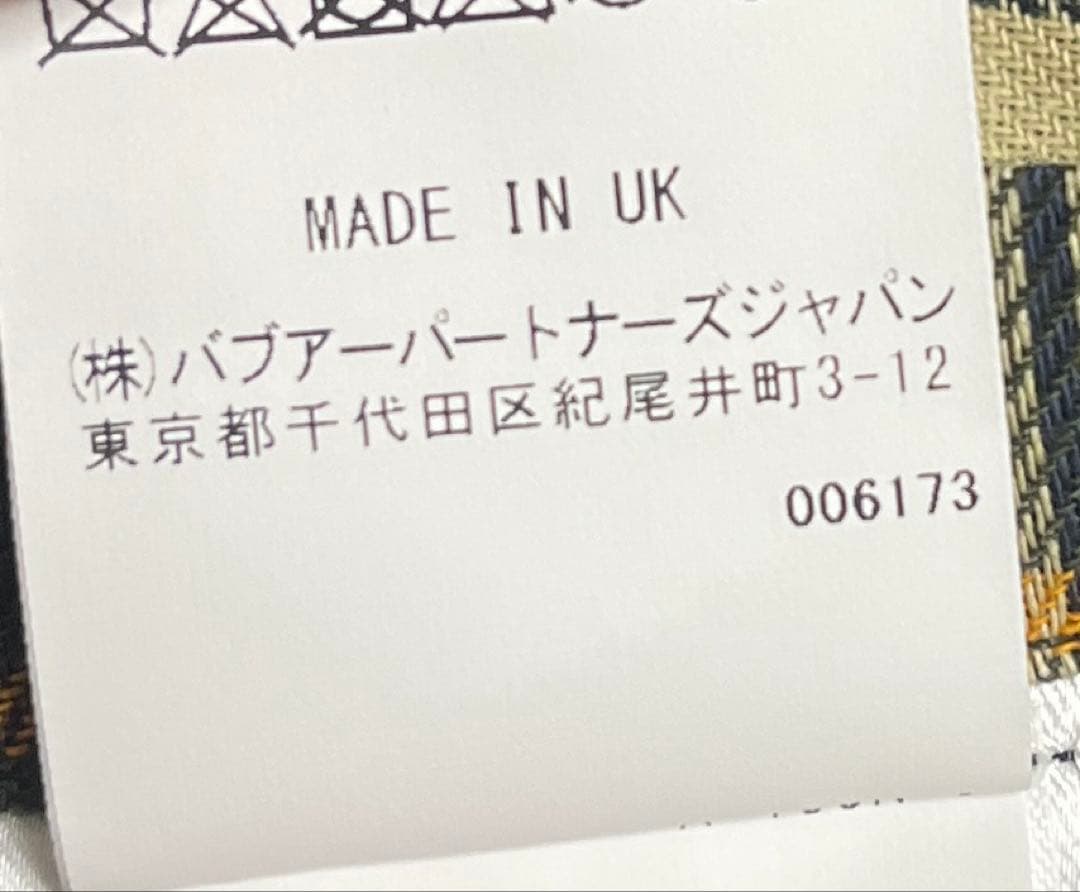 MADE IN UK
(株)バブアーパートナーズジャパン
東京都千代田区紀尾井町3-12
006173